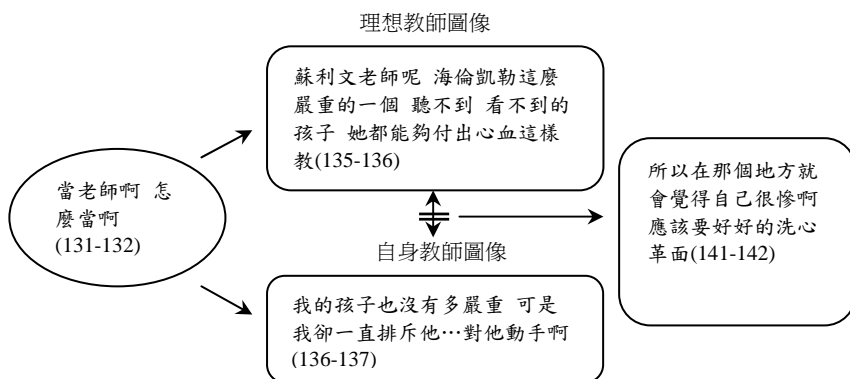 理想教師圖像
蘇利文老師呢 海倫凱勒這麼
嚴重的一個 聽不到 看不到的
孩子 她都能夠付出心血這樣
教(135-136)
當老師啊 怎
麼當啊
(131-132)
所以在那個地方就
會覺得自己很慘啊
應該要好好的洗心
革面(141-142)
自身教師圖像
我的孩子也沒有多嚴重 可是
我卻一直排斥他…對他動手啊
(136-137)